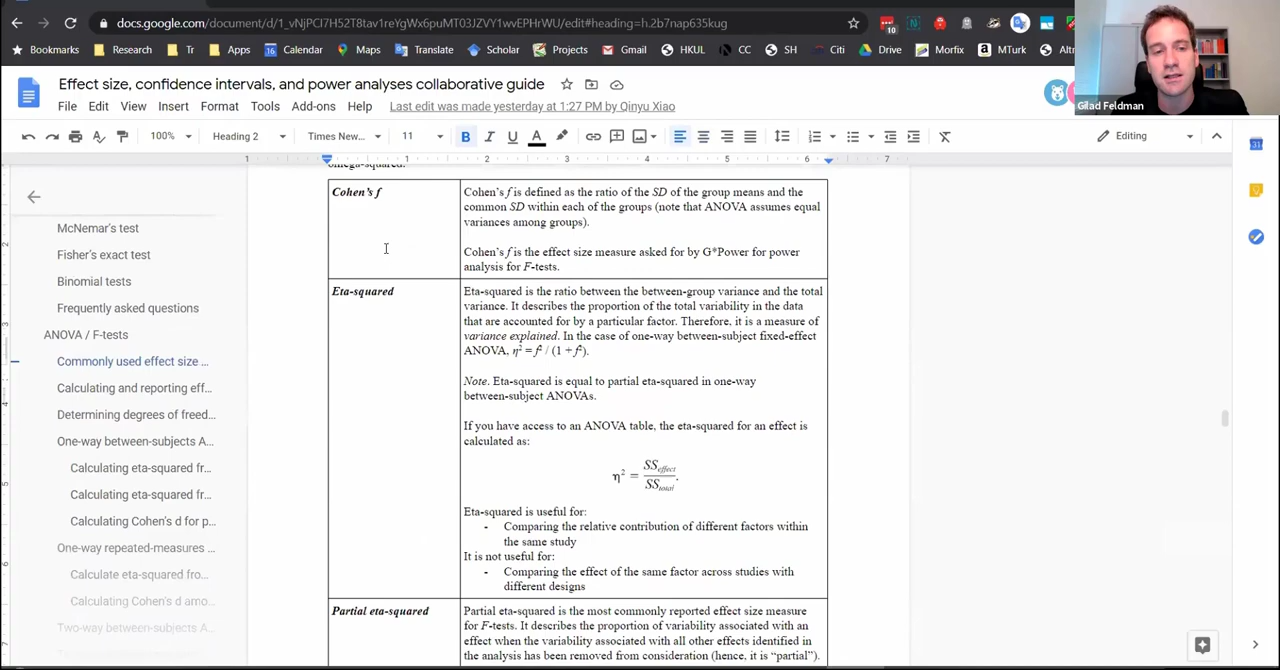 docs.google.com/document/d/1_vNjPCI7H52T8tav1reYgWx6puMT03JZVY1wvEPHrWU/edit#heading=h.2b7nap635kug
10
Bookmarks Research Tr Apps Calendar Maps Translate Scholar Projects Gmail HKUL CC SH Citi Drive Morfix MTurk
Gilad Feldman
Effect size, confidence intervals, and power analyses collaborative guide
File Edit View Insert Format Tools Add-ons Help Last edit was made yesterday at 1:27 PM by Qinyu Xiao
100% Heading 2 Times New... 11 B I U A Editing
1 1 2 3 4 5 6 7
omega-squared.
McNemar's test
Fisher's exact test
Binomial tests
Frequently asked questions
ANOVA / F-tests
Commonly used effect size ...
Calculating and reporting eff...
Determining degrees of freed...
One-way between-subjects A...
Calculating eta-squared fr...
Calculating eta-squared fr...
Calculating Cohen's d for p...
One-way repeated-measures ...
Calculate eta-squared fro...
Calculating Cohen's d amo...
Two-way between-subjects A...
Cohen's f
Cohen's f is defined as the ratio of the SD of the group means and the
common SD within each of the groups (note that ANOVA assumes equal
variances among groups).
Cohen's f is the effect size measure asked for by G*Power for power
analysis for F-tests.
Eta-squared
Eta-squared is the ratio between the between-group variance and the total
variance. It describes the proportion of the total variability in the data
that are accounted for by a particular factor. Therefore, it is a measure of
variance explained. In the case of one-way between-subject fixed-effect
ANOVA, η² = f² / (1 + f²).
Note. Eta-squared is equal to partial eta-squared in one-way
between-subject ANOVAs.
If you have access to an ANOVA table, the eta-squared for an effect is
calculated as:
η² = SS_effect / SS_total.
Eta-squared is useful for:
- Comparing the relative contribution of different factors within
the same study
It is not useful for:
- Comparing the effect of the same factor across studies with
different designs
Partial eta-squared
Partial eta-squared is the most commonly reported effect size measure
for F-tests. It describes the proportion of variability associated with an
effect when the variability associated with all other effects identified in
the analysis has been removed from consideration (hence, it is “partial”).